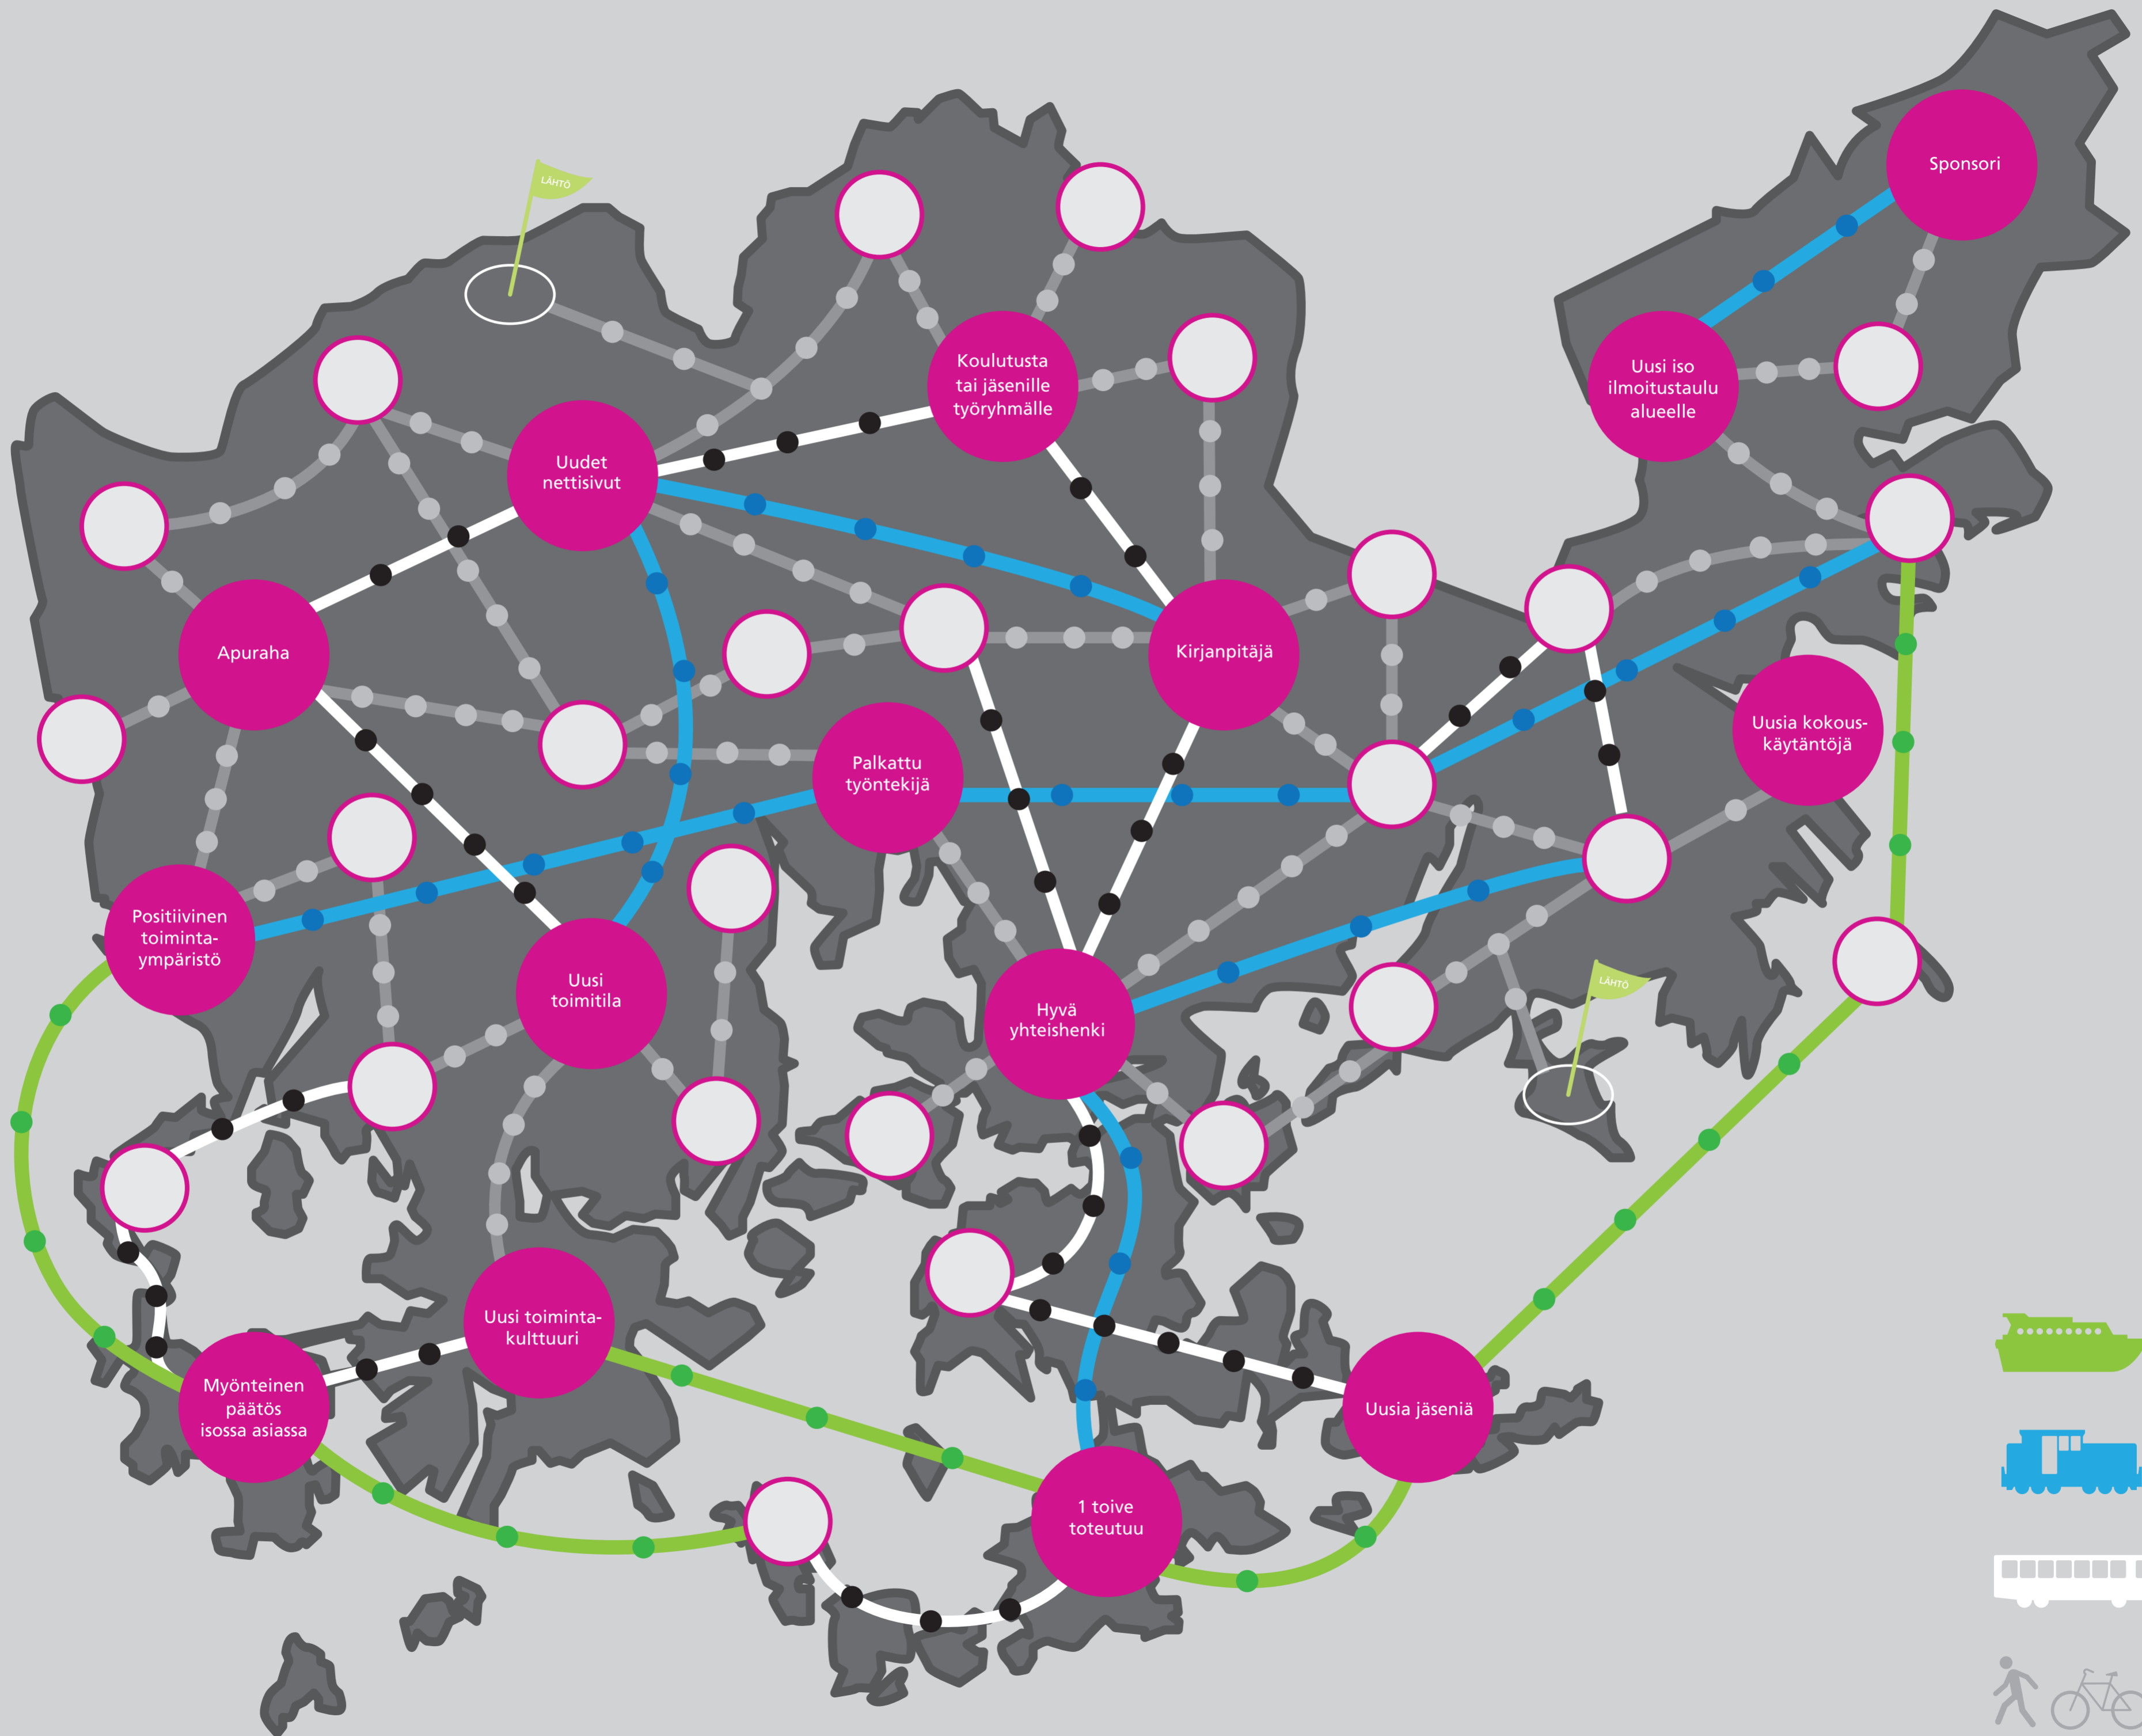 Sponsori
LÄHTÖ
Koulutusta
tai jäsenille
työryhmälle
Uusi iso
ilmoitustaulu
alueelle
Uudet
nettisivut
Apuraha
Kirjanpitäjä
Uusia kokous-
käytäntöjä
Palkattu
työntekijä
Positiivinen
toiminta-
ympäristö
Uusi
toimitila
Hyvä
yhteishenki
LÄHTÖ
Uusi toiminta-
kulttuuri
Myönteinen
päätös
isossa asiassa
Uusia jäseniä
1 toive
toteutuu